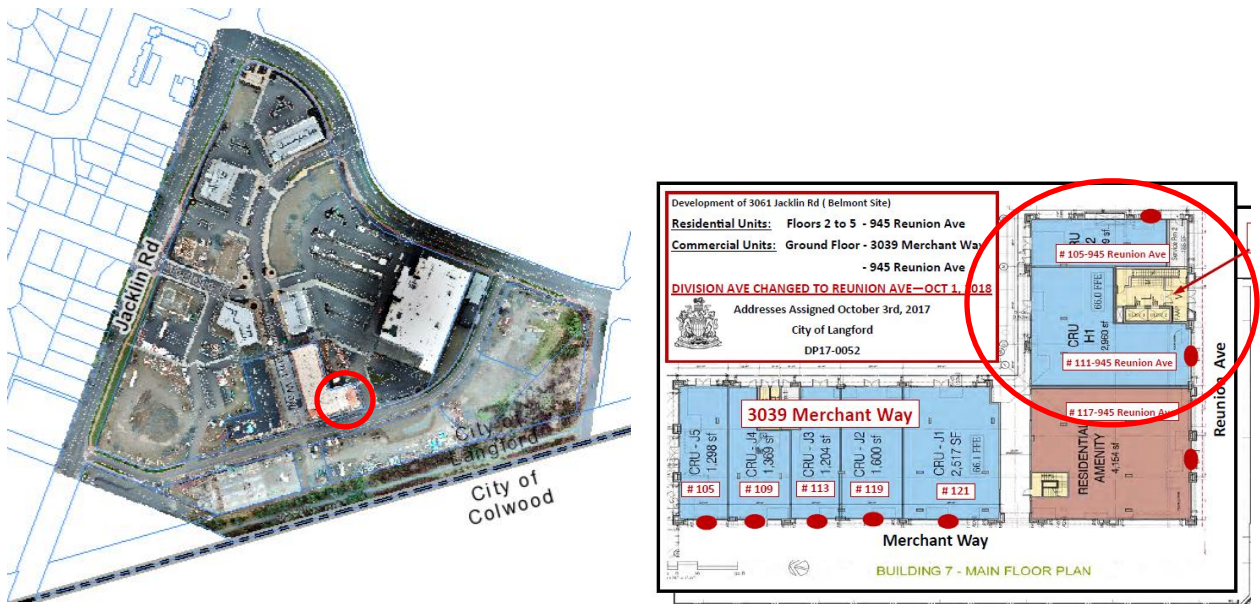 Jacklin Rd
City of
Langford
City of
Colwood
Development of 3061 Jacklin Rd ( Belmont Site)
Residential Units: Floors 2 to 5 - 945 Reunion Ave
Commercial Units: Ground Floor - 3039 Merchant Way
- 945 Reunion Ave
DIVISION AVE CHANGED TO REUNION AVE—OCT 1, 2018
Addresses Assigned October 3rd, 2017
City of Langford
DP17-0052
# 105-945 Reunion Ave
CRU
H1
2,960 sf
# 111-945 Reunion Ave
# 117-945 Reunion Ave
RESIDENTIAL
AMENITY
4,154 sf
Reunion Ave
3039 Merchant Way
CRU - J5
1,298 sf
# 105
CRU - J4
1,369 sf
# 109
CRU - J3
1,204 sf
# 113
CRU - J2
1,600 sf
# 119
CRU - J1
2,517 SF
66.1 FFE
# 121
Merchant Way
BUILDING 7 - MAIN FLOOR PLAN